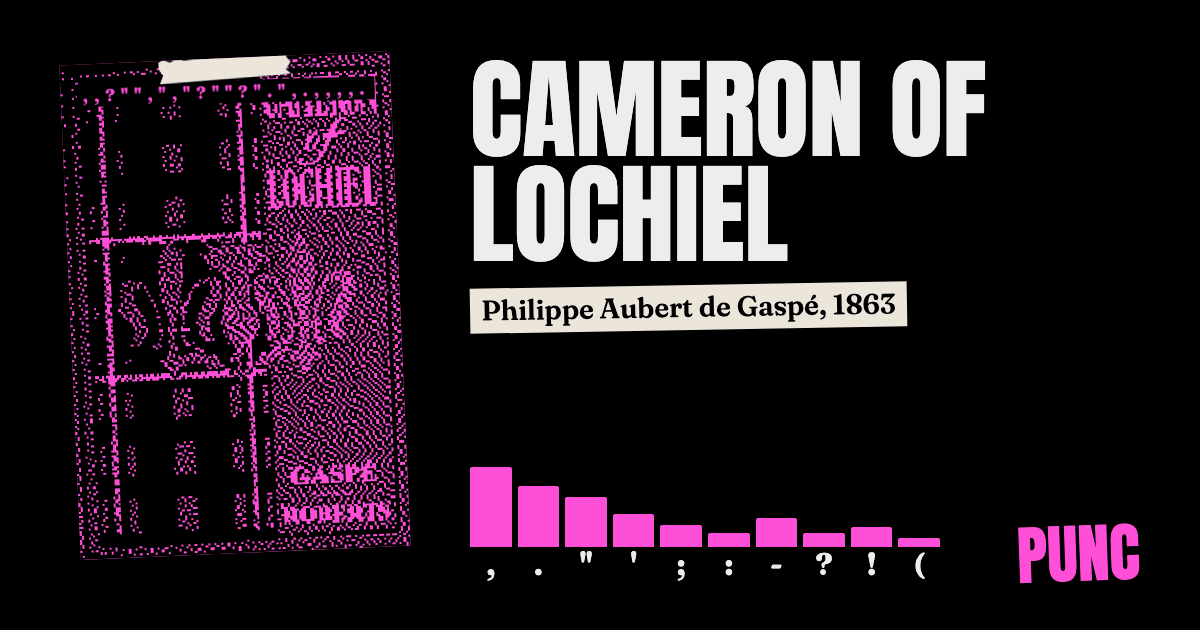 ,,?"",","?""?".",,,,,,.
of
LOCHIEL
GASPÉ
ROBERTS
CAMERON OF
LOCHIEL
Philippe Aubert de Gaspé, 1863
, . " ' ; : - ? ! (
PUNC